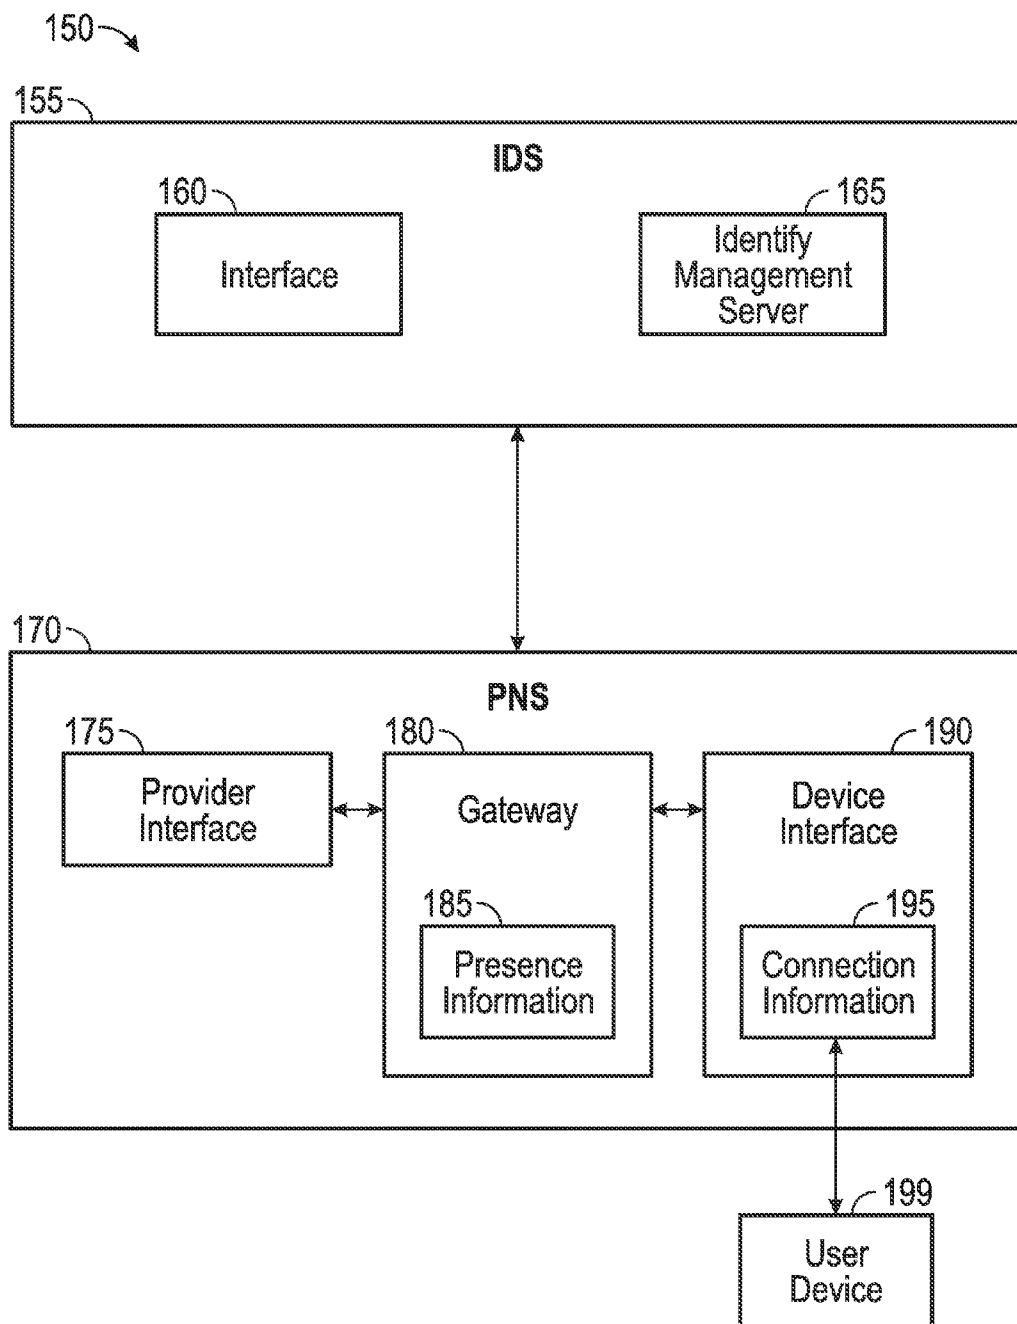 150
155
IDS
160
165
Interface
Identify
Management
Server
170
PNS
175
180
190
Provider
Interface
Gateway
Device
Interface
185
195
Presence
Information
Connection
Information
199
User
Device